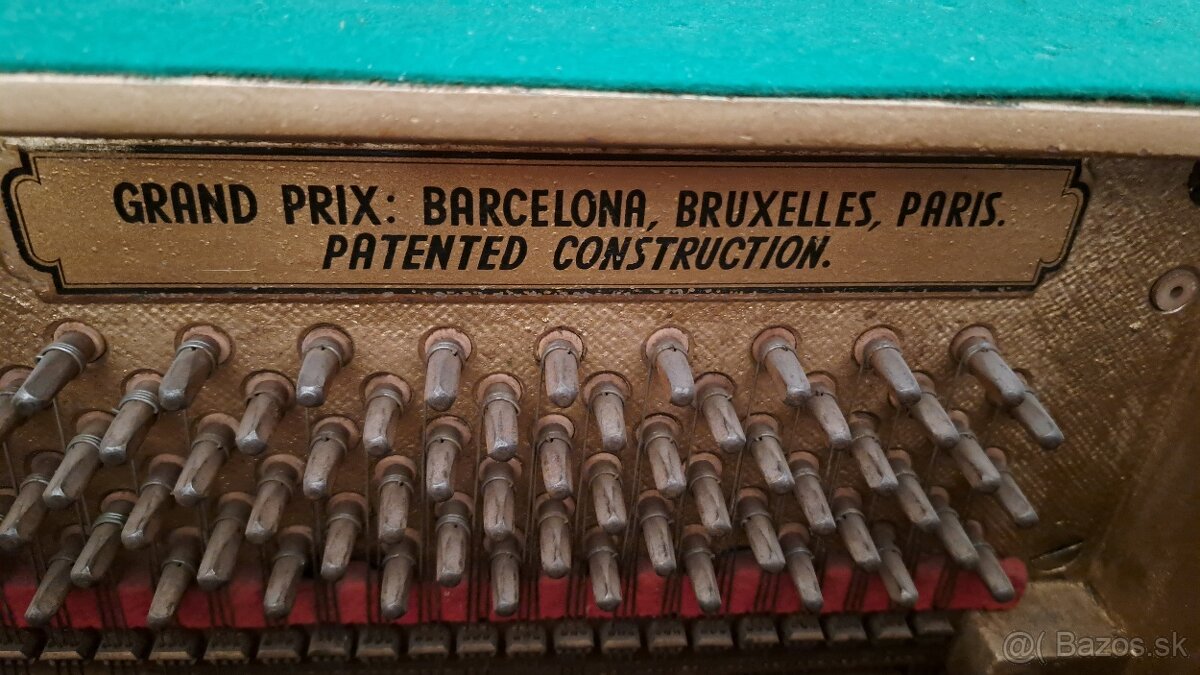 GRAND PRIX: BARCELONA, BRUXELLES, PARIS.
PATENTED CONSTRUCTION.
@( Bazos.sk